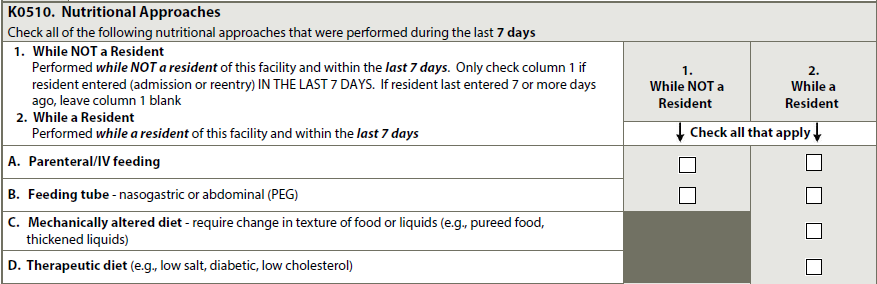 K0510. Nutritional Approaches
Check all of the following nutritional approaches that were performed during the last 7 days
1. While NOT a Resident
Performed while NOT a resident of this facility and within the last 7 days. Only check column 1 if
resident entered (admission or reentry) IN THE LAST 7 DAYS. If resident last entered 7 or more days
ago, leave column 1 blank
2. While a Resident
Performed while a resident of this facility and within the last 7 days
1.
While NOT a
Resident
2.
While a
Resident
↓ Check all that apply ↓
A. Parenteral/IV feeding
B. Feeding tube - nasogastric or abdominal (PEG)
C. Mechanically altered diet - require change in texture of food or liquids (e.g., pureed food,
thickened liquids)
D. Therapeutic diet (e.g., low salt, diabetic, low cholesterol)